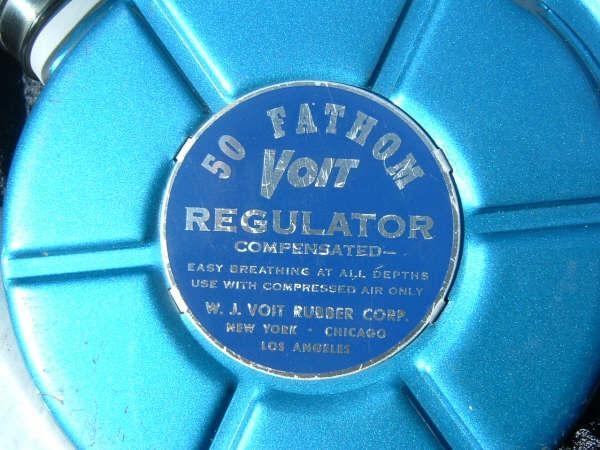 50 FATHOM
VOIT
REGULATOR
COMPENSATED—
EASY BREATHING AT ALL DEPTHS
USE WITH COMPRESSED AIR ONLY
W. J. VOIT RUBBER CORP.
NEW YORK · CHICAGO
LOS ANGELES